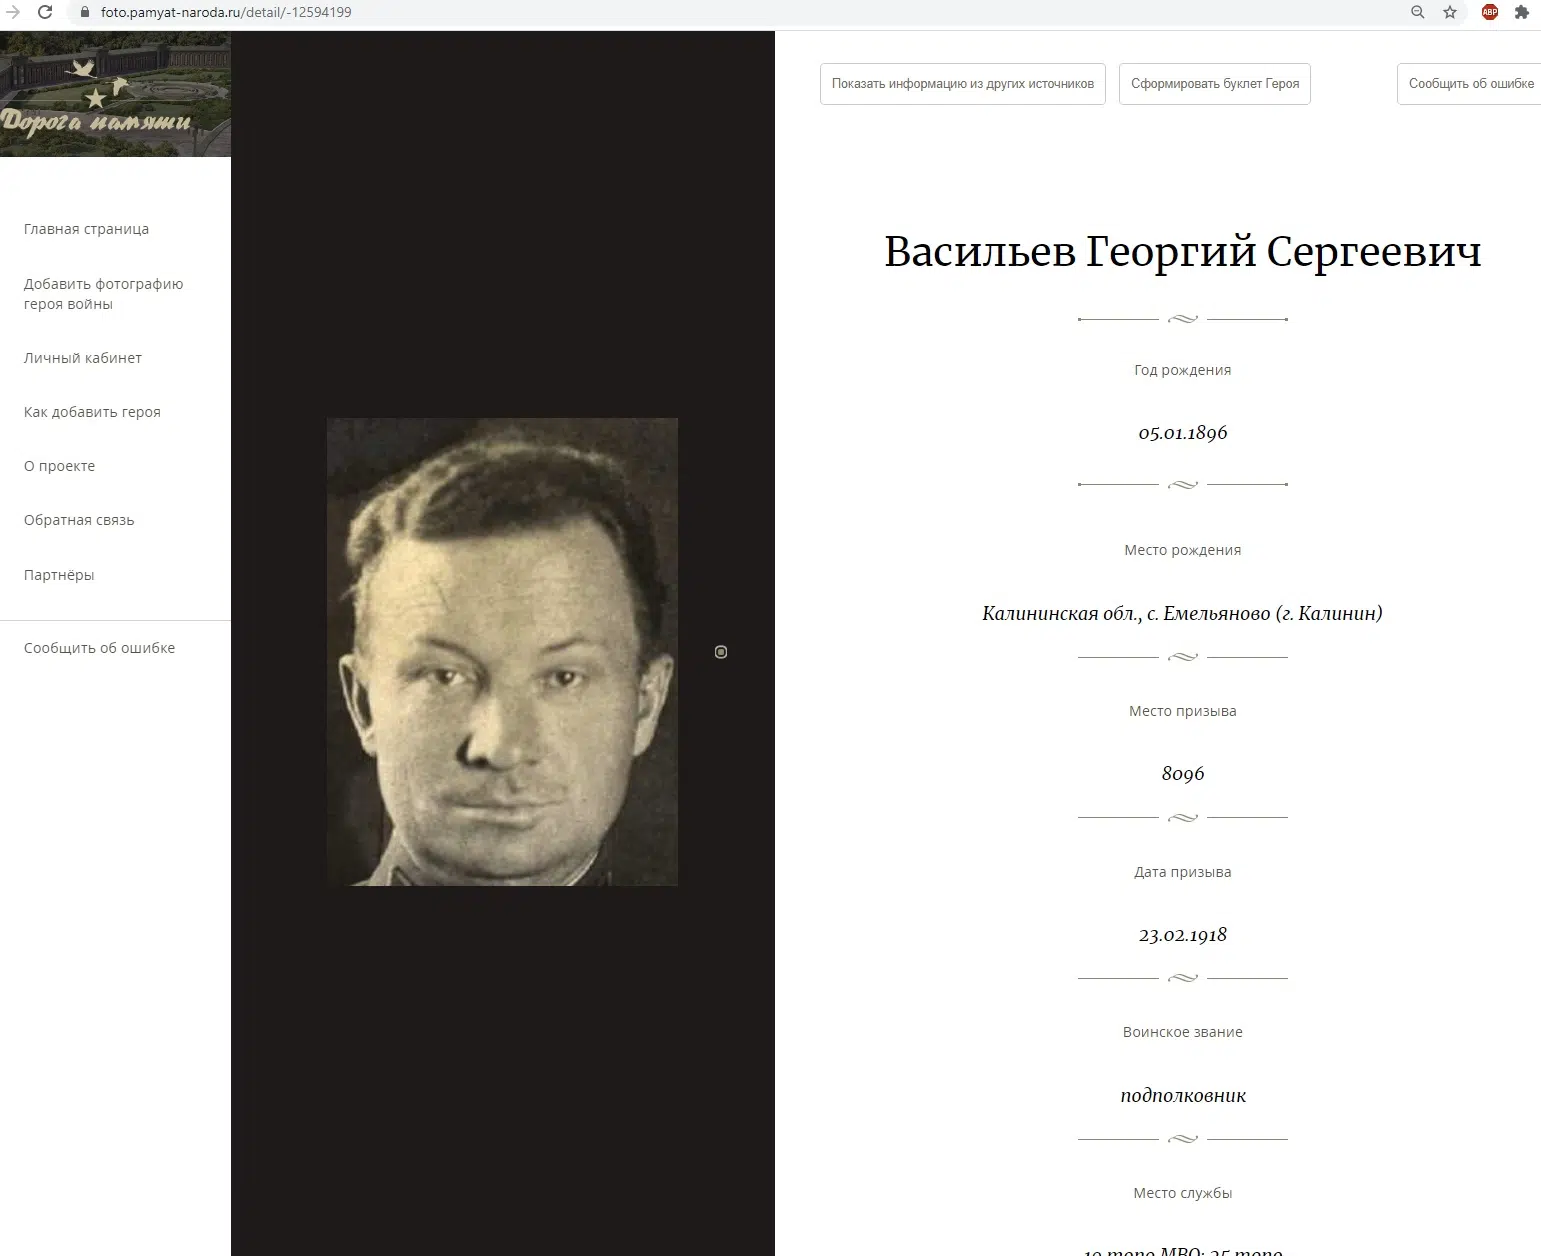 foto.pamyat-naroda.ru/detail/-12594199
ABP
Дорога памяти
Главная страница
Добавить фотографию
героя войны
Личный кабинет
Как добавить героя
О проекте
Обратная связь
Партнёры
Сообщить об ошибке
Показать информацию из других источников
Сформировать буклет Героя
Сообщить об ошибке
Васильев Георгий Сергеевич
Год рождения
05.01.1896
Место рождения
Калининская обл., с. Емельяново (г. Калинин)
Место призыва
8096
Дата призыва
23.02.1918
Воинское звание
подполковник
Место службы